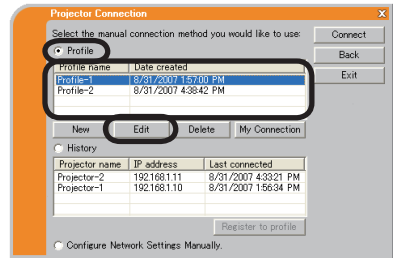 Projector Connection
X
Select the manual connection method you would like to use:
Connect
Profile
Back
Profile name Date created
Exit
Profile-1 8/31/2007 1:57:00 PM
Profile-2 8/31/2007 4:38:42 PM
New Edit Delete My Connection
History
Projector name IP address Last connected
Projector-2 192.168.1.11 8/31/2007 4:33:21 PM
Projector-1 192.168.1.10 8/31/2007 1:56:34 PM
Register to profile
Configure Network Settings Manually.